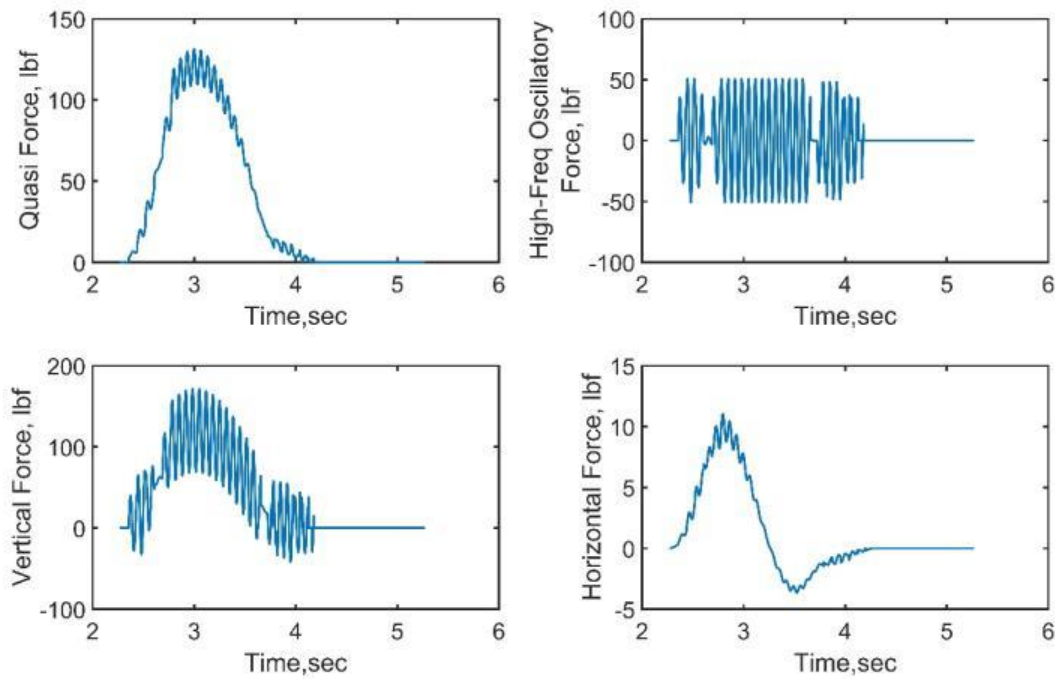 150
100
50
0
Quasi Force, lbf
2 3 4 5 6
Time,sec
100
50
0
-50
-100
High-Freq Oscillatory
Force, lbf
2 3 4 5 6
Time,sec
200
100
0
-100
Vertical Force, lbf
2 3 4 5 6
Time,sec
15
10
5
0
-5
Horizontal Force, lbf
2 3 4 5 6
Time,sec